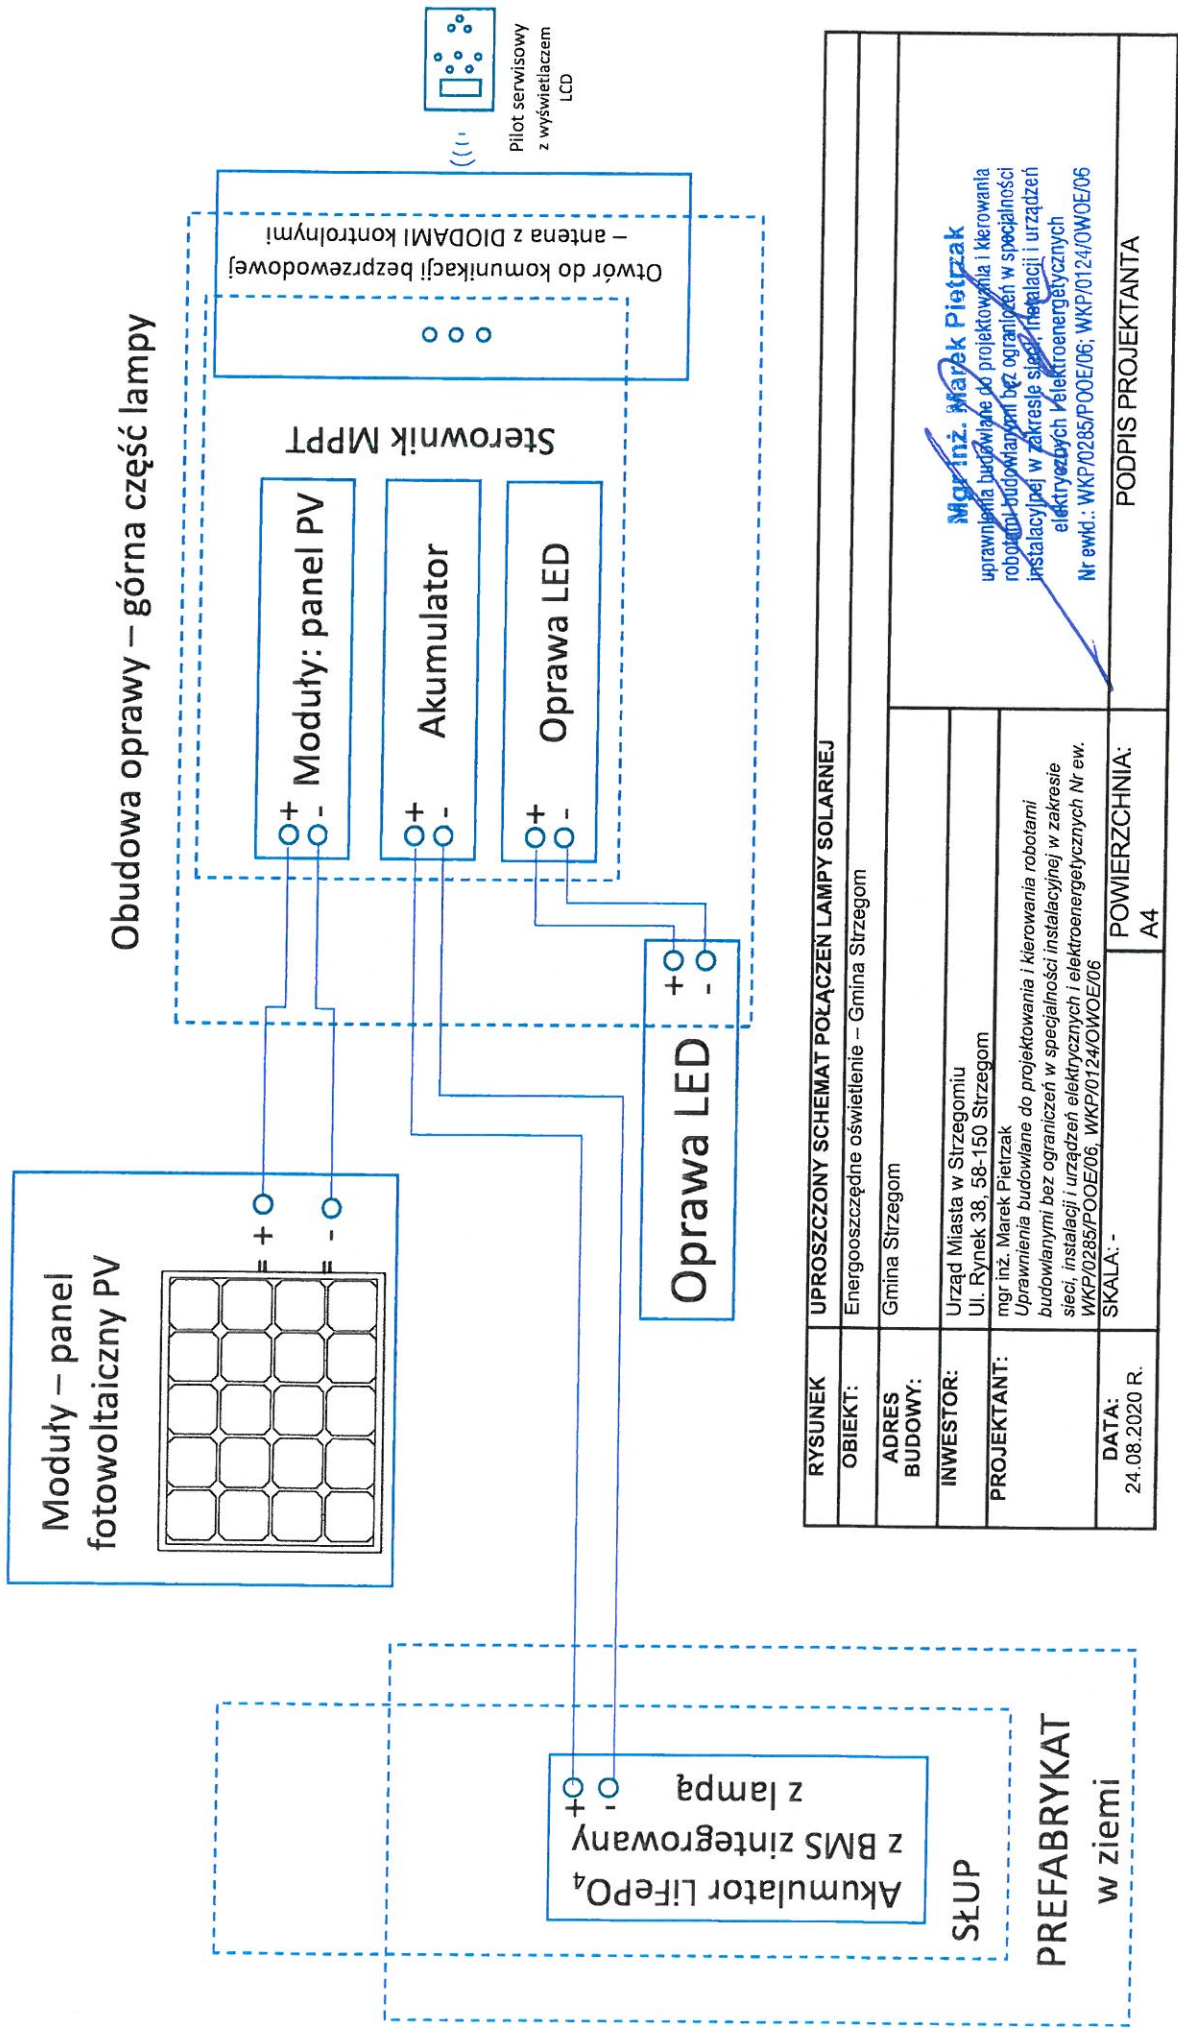 Obudowa oprawy – górna część lampy
Moduły – panel
fotowoltaiczny PV
+
-
+
-
Moduły: panel PV
+
-
Akumulator
+
-
Oprawa LED
Sterownik MPPT
Otwór do komunikacji bezprzewodowej
– antena z DIODAMI kontrolnymi
Pilot serwisowy
z wyświetlaczem
LCD
Oprawa LED
+
-
+
-
Akumulator LiFePO₄
z BMS zintegrowany
z lampą
SŁUP
PREFABRYKAT
w ziemi
RYSUNEK UPROSZCZONY SCHEMAT POŁĄCZEŃ LAMPY SOLARNEJ
OBIEKT: Energooszczędne oświetlenie – Gmina Strzegom
ADRES
BUDOWY:
Gmina Strzegom
INWESTOR: Urząd Miasta w Strzegomiu
Ul. Rynek 38, 58-150 Strzegom
PROJEKTANT: mgr inż. Marek Pietrzak
Uprawnienia budowlane do projektowania i kierowania robotami
budowlanymi bez ograniczeń w specjalności instalacyjnej w zakresie
sieci, instalacji i urządzeń elektrycznych i elektroenergetycznych Nr ew.
WKP/0285/POOE/06, WKP/0124/OWOE/06
DATA:
24.08.2020 R.
SKALA: -
POWIERZCHNIA:
A4
Mgr inż. Marek Pietrzak
uprawnienia budowlane do projektowania i kierowania
robotami budowlanymi bez ograniczeń w specjalności
instalacyjnej w zakresie sieci, instalacji i urządzeń
elektrycznych i elektroenergetycznych
Nr ewid.: WKP/0285/POOE/06; WKP/0124/OWOE/06
PODPIS PROJEKTANTA